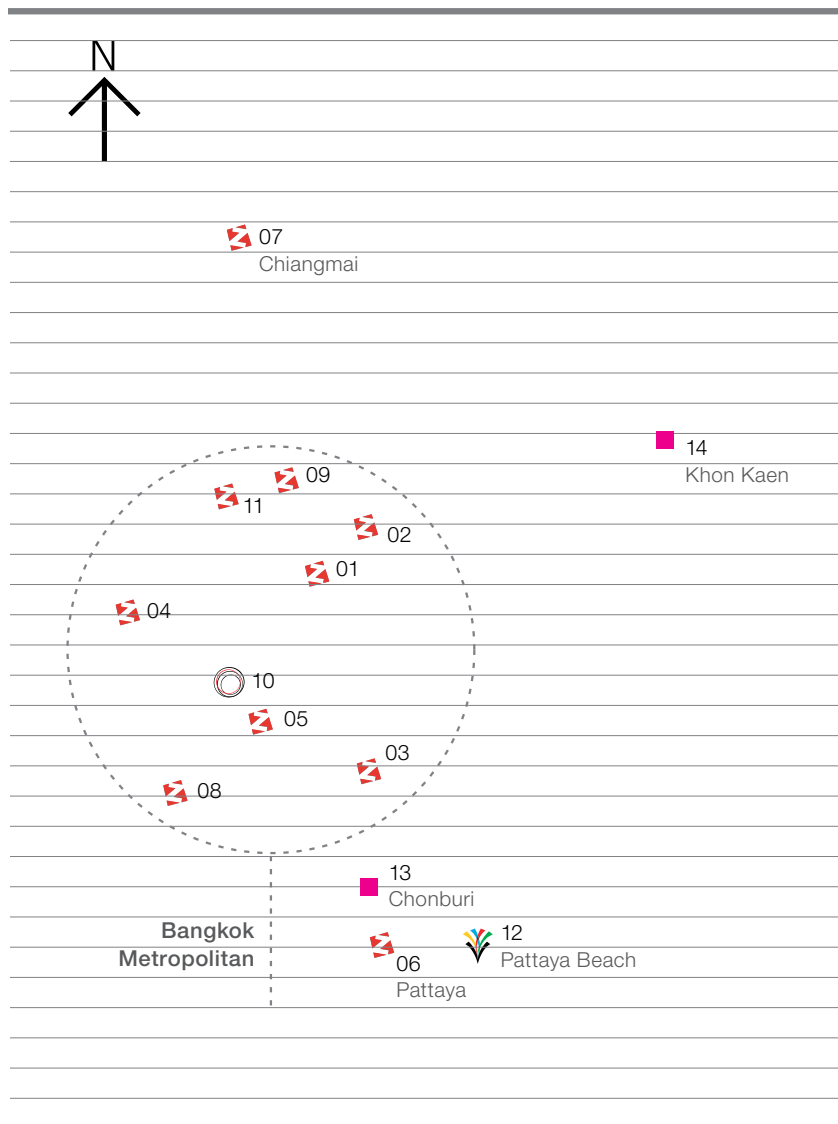 N
07
Chiangmai
14
Khon Kaen
09
11
02
01
04
10
05
03
08
13
Chonburi
Bangkok
Metropolitan
12
Pattaya Beach
06
Pattaya